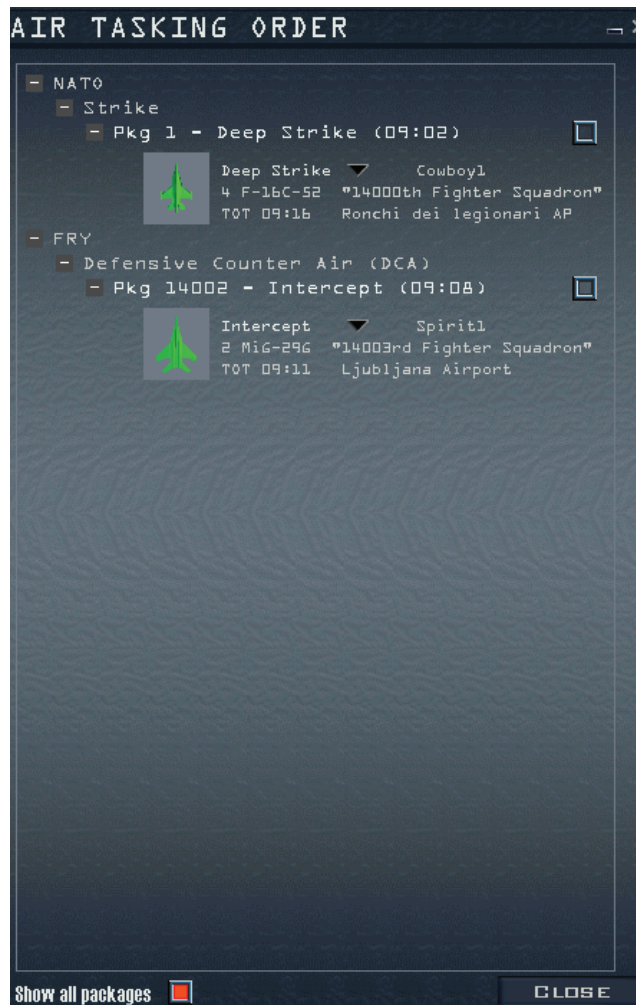 AIR TASKING ORDER
NATO
Strike
Pkg 1 - Deep Strike (09:02)
Deep Strike Cowboy1
4 F-16C-52 "14000th Fighter Squadron"
TOT 09:16 Ronchi dei legionari AP
FRY
Defensive Counter Air (DCA)
Pkg 14002 - Intercept (09:08)
Intercept Spirit1
2 MiG-29G "14003rd Fighter Squadron"
TOT 09:11 Ljubljana Airport
Show all packages CLOSE